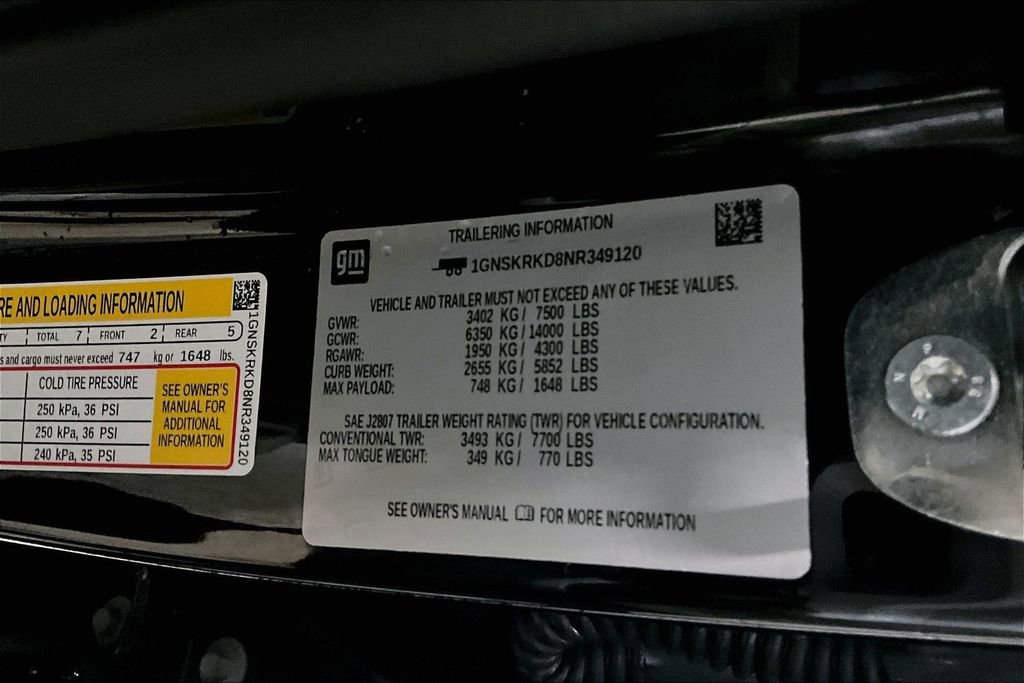 RE AND LOADING INFORMATION
TY TOTAL 7 FRONT 2 REAR 5
s and cargo must never exceed 747 kg or 1648 lbs.
COLD TIRE PRESSURE
250 kPa, 36 PSI
250 kPa, 36 PSI
240 kPa, 35 PSI
SEE OWNER'S
MANUAL FOR
ADDITIONAL
INFORMATION
1GNSKRKD8NR349120
gm
TRAILERING INFORMATION
1GNSKRKD8NR349120
VEHICLE AND TRAILER MUST NOT EXCEED ANY OF THESE VALUES.
GVWR: 3402 KG / 7500 LBS
GCWR: 6350 KG / 14000 LBS
RGAWR: 1950 KG / 4300 LBS
CURB WEIGHT: 2655 KG / 5852 LBS
MAX PAYLOAD: 748 KG / 1648 LBS
SAE J2807 TRAILER WEIGHT RATING (TWR) FOR VEHICLE CONFIGURATION.
CONVENTIONAL TWR: 3493 KG / 7700 LBS
MAX TONGUE WEIGHT: 349 KG / 770 LBS
SEE OWNER'S MANUAL FOR MORE INFORMATION